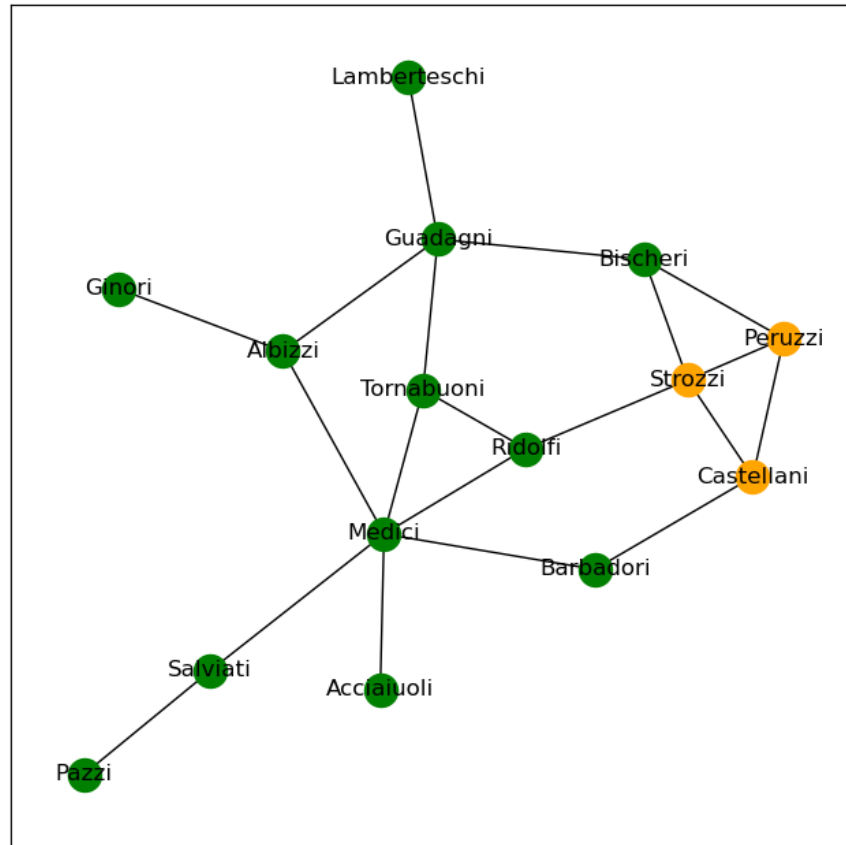 Lamberteschi
Guadagni
Bischeri
Ginori
Peruzzi
Albizzi
Strozzi
Tornabuoni
Ridolfi
Castellani
Medici
Barbadori
Salviati
Acciaiuoli
Pazzi